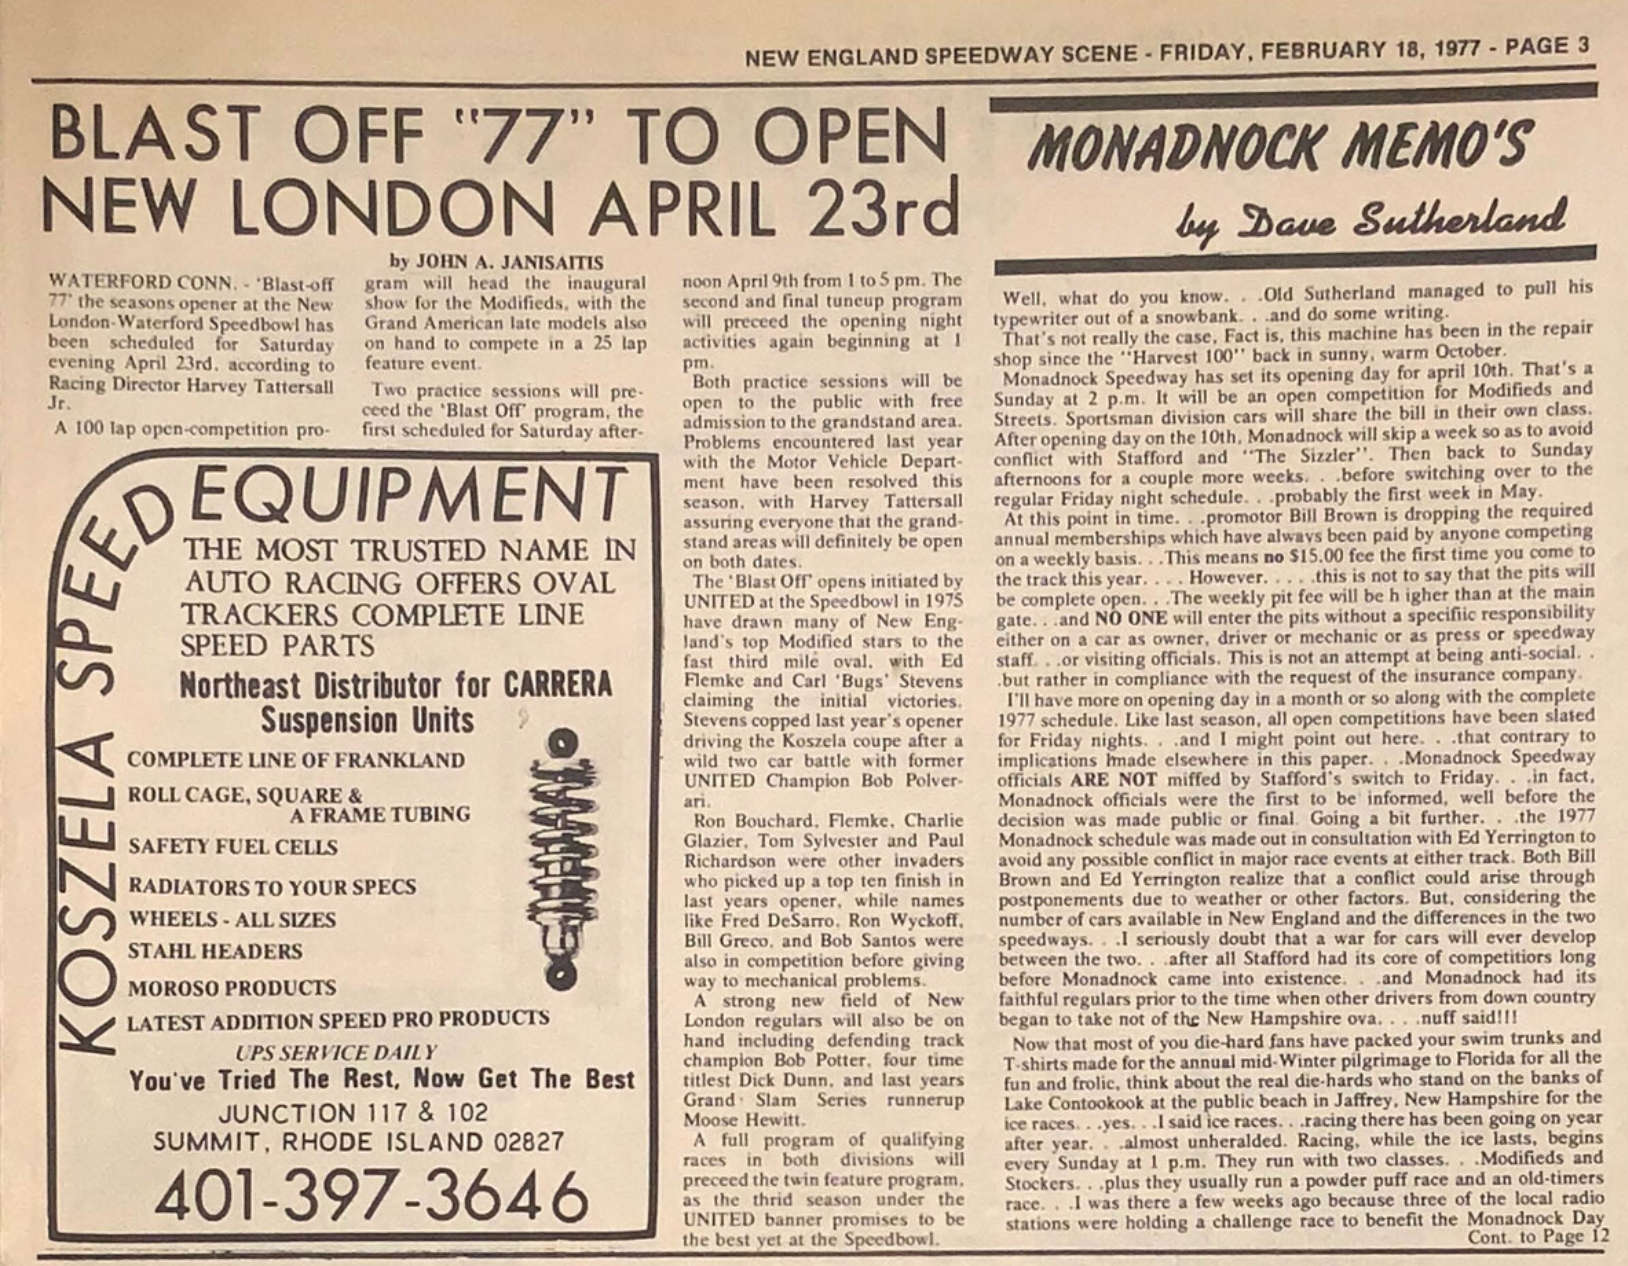 NEW ENGLAND SPEEDWAY SCENE - FRIDAY, FEBRUARY 18, 1977 - PAGE 3
BLAST OFF "77" TO OPEN
NEW LONDON APRIL 23rd
by JOHN A. JANISAITIS
WATERFORD CONN. - 'Blast-off
77' the seasons opener at the New
London-Waterford Speedbowl has
been scheduled for Saturday
evening April 23rd, according to
Racing Director Harvey Tattersall
Jr.
A 100 lap open-competition pro-
gram will head the inaugural
show for the Modifieds, with the
Grand American late models also
on hand to compete in a 25 lap
feature event.
Two practice sessions will pre-
ceed the 'Blast Off' program, the
first scheduled for Saturday after-
noon April 9th from 1 to 5 pm. The
second and final tuneup program
will preceed the opening night
activities again beginning at 1
pm.
Both practice sessions will be
open to the public with free
admission to the grandstand area.
Problems encountered last year
with the Motor Vehicle Depart-
ment have been resolved this
season, with Harvey Tattersall
assuring everyone that the grand-
stand areas will definitely be open
on both dates.
The 'Blast Off' opens initiated by
UNITED at the Speedbowl in 1975
have drawn many of New Eng-
land's top Modified stars to the
fast third mile oval, with Ed
Flemke and Carl 'Bugs' Stevens
claiming the initial victories.
Stevens copped last year's opener
driving the Koszela coupe after a
wild two car battle with former
UNITED Champion Bob Polver-
ari.
Ron Bouchard, Flemke, Charlie
Glazier, Tom Sylvester and Paul
Richardson were other invaders
who picked up a top ten finish in
last years opener, while names
like Fred DeSarro, Ron Wyckoff,
Bill Greco, and Bob Santos were
also in competition before giving
way to mechanical problems.
A strong new field of New
London regulars will also be on
hand including defending track
champion Bob Potter, four time
titlest Dick Dunn, and last years
Grand Slam Series runnerup
Moose Hewitt.
A full program of qualifying
races in both divisions will
preceed the twin feature program,
as the thrid season under the
UNITED banner promises to be
the best yet at the Speedbowl.
KOSZELA SPEED EQUIPMENT
THE MOST TRUSTED NAME IN
AUTO RACING OFFERS OVAL
TRACKERS COMPLETE LINE
SPEED PARTS
Northeast Distributor for CARRERA
Suspension Units
COMPLETE LINE OF FRANKLAND
ROLL CAGE, SQUARE &
A FRAME TUBING
SAFETY FUEL CELLS
RADIATORS TO YOUR SPECS
WHEELS - ALL SIZES
STAHL HEADERS
MOROSO PRODUCTS
LATEST ADDITION SPEED PRO PRODUCTS
UPS SERVICE DAILY
You've Tried The Rest, Now Get The Best
JUNCTION 117 & 102
SUMMIT, RHODE ISLAND 02827
401-397-3646
MONADNOCK MEMO'S
by Dave Sutherland
Well, what do you know. . .Old Sutherland managed to pull his
typewriter out of a snowbank. . .and do some writing.
That's not really the case, Fact is, this machine has been in the repair
shop since the "Harvest 100" back in sunny, warm October.
Monadnock Speedway has set its opening day for april 10th. That's a
Sunday at 2 p.m. It will be an open competition for Modifieds and
Streets. Sportsman division cars will share the bill in their own class.
After opening day on the 10th, Monadnock will skip a week so as to avoid
conflict with Stafford and "The Sizzler". Then back to Sunday
afternoons for a couple more weeks. . .before switching over to the
regular Friday night schedule. . .probably the first week in May.
At this point in time. . .promotor Bill Brown is dropping the required
annual memberships which have always been paid by anyone competing
on a weekly basis. . .This means no $15.00 fee the first time you come to
the track this year. . . . However. . . . .this is not to say that the pits will
be complete open. . .The weekly pit fee will be h igher than at the main
gate. . .and NO ONE will enter the pits without a specifiic responsibility
either on a car as owner, driver or mechanic or as press or speedway
staff. . .or visiting officials. This is not an attempt at being anti-social. .
.but rather in compliance with the request of the insurance company.
I'll have more on opening day in a month or so along with the complete
1977 schedule. Like last season, all open competitions have been slated
for Friday nights. . .and I might point out here. . .that contrary to
implications lmade elsewhere in this paper. . .Monadnock Speedway
officials ARE NOT miffed by Stafford's switch to Friday. . .in fact,
Monadnock officials were the first to be informed, well before the
decision was made public or final. Going a bit further. . .the 1977
Monadnock schedule was made out in consultation with Ed Yerrington to
avoid any possible conflict in major race events at either track. Both Bill
Brown and Ed Yerrington realize that a conflict could arise through
postponements due to weather or other factors. But, considering the
number of cars available in New England and the differences in the two
speedways. . .I seriously doubt that a war for cars will ever develop
between the two. . .after all Stafford had its core of competitiors long
before Monadnock came into existence. . .and Monadnock had its
faithful regulars prior to the time when other drivers from down country
began to take not of the New Hampshire ova. . . .nuff said!!!
Now that most of you die-hard fans have packed your swim trunks and
T-shirts made for the annual mid-Winter pilgrimage to Florida for all the
fun and frolic, think about the real die-hards who stand on the banks of
Lake Contookook at the public beach in Jaffrey, New Hampshire for the
ice races. . .yes. . .I said ice races. . .racing there has been going on year
after year. . .almost unheralded. Racing, while the ice lasts, begins
every Sunday at 1 p.m. They run with two classes. . .Modifieds and
Stockers. . .plus they usually run a powder puff race and an old-timers
race. . .I was there a few weeks ago because three of the local radio
stations were holding a challenge race to benefit the Monadnock Day
Cont. to Page 12